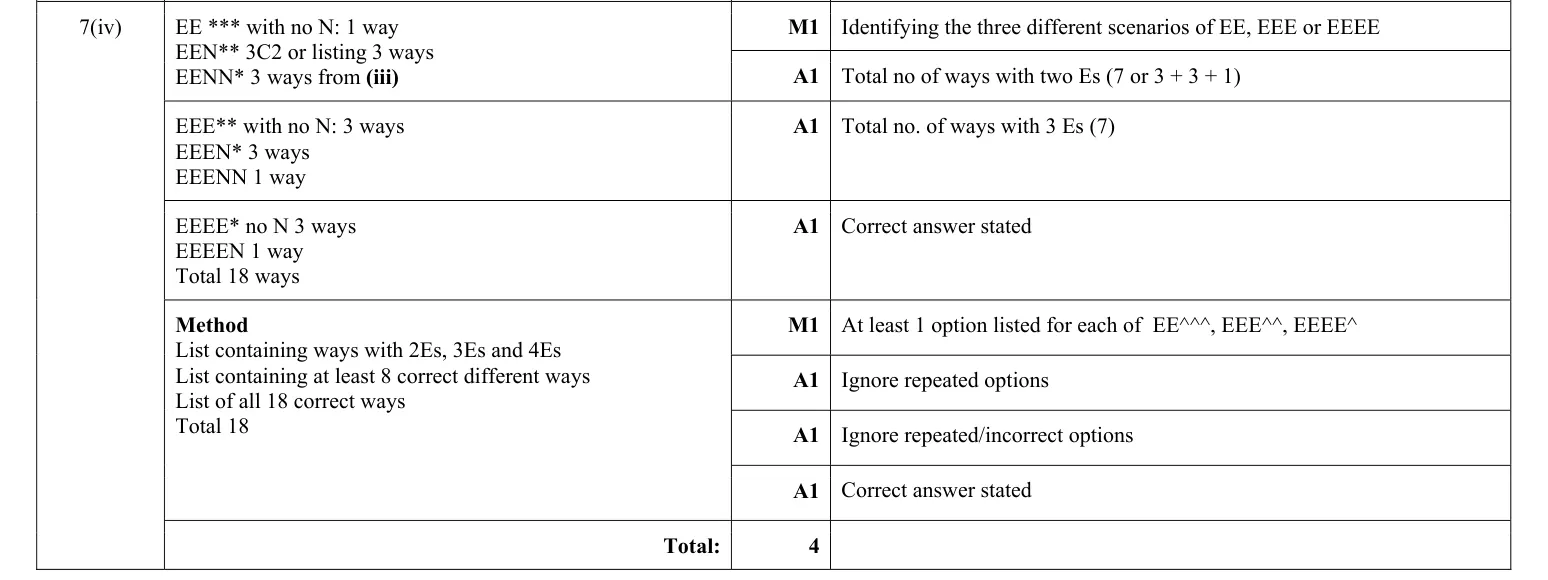 7(iv)
EE *** with no N: 1 way
EEN** 3C2 or listing 3 ways
EENN* 3 ways from (iii)
M1 Identifying the three different scenarios of EE, EEE or EEEE
A1 Total no of ways with two Es (7 or 3 + 3 + 1)
EEE** with no N: 3 ways
EEEN* 3 ways
EEENN 1 way
A1 Total no. of ways with 3 Es (7)
EEEE* no N 3 ways
EEEEN 1 way
Total 18 ways
A1 Correct answer stated
Method
List containing ways with 2Es, 3Es and 4Es
List containing at least 8 correct different ways
List of all 18 correct ways
Total 18
M1 At least 1 option listed for each of EE^^^, EEE^^, EEEE^
A1 Ignore repeated options
A1 Ignore repeated/incorrect options
A1 Correct answer stated
Total: 4